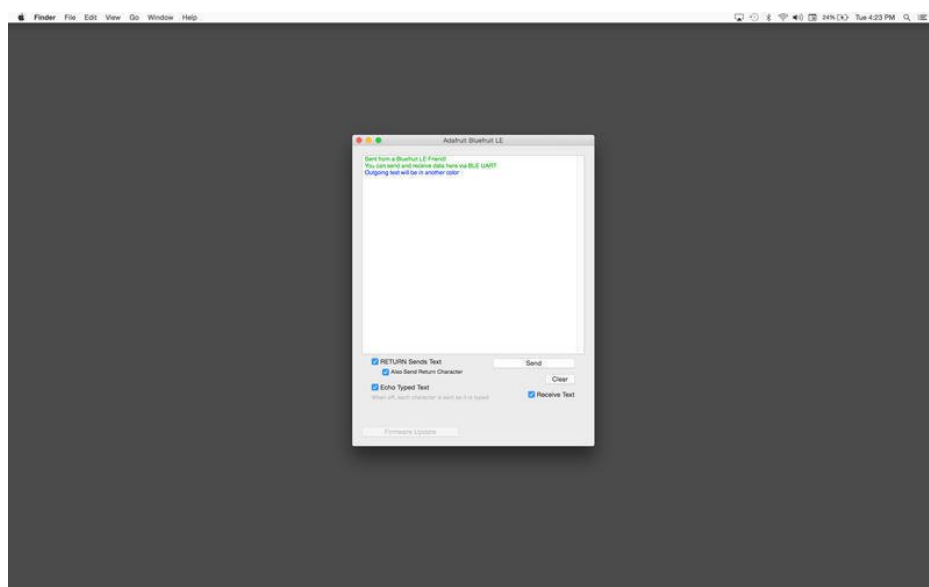 Finder File Edit View Go Window Help
24% Tue 4:23 PM
Adafruit Bluefruit LE
Sent from a Bluefruit LE Friend!
You can send and receive data here via BLE UART
Outgoing text will be in another color
RETURN Sends Text
Send
Also Send Return Character
Clear
Echo Typed Text
When off, each character is sent as it is typed
Receive Text
Firmware Update